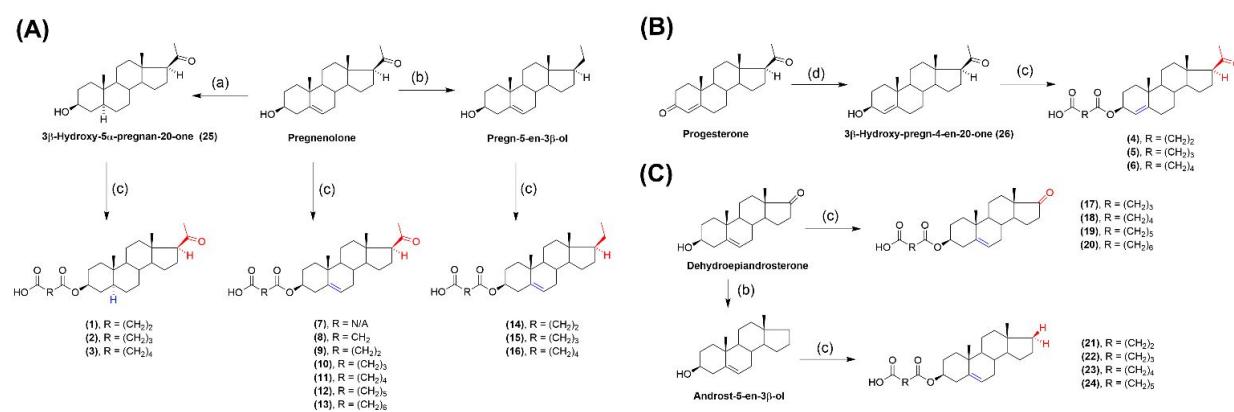 (A)
(a)
(b)
3β-Hydroxy-5α-pregnan-20-one (25)
Pregnenolone
Pregn-5-en-3β-ol
(c)
(c)
(c)
(1), R = (CH₂)₂
(2), R = (CH₂)₃
(3), R = (CH₂)₄
(7), R = N/A
(8), R = CH₂
(9), R = (CH₂)₂
(10), R = (CH₂)₃
(11), R = (CH₂)₄
(12), R = (CH₂)₅
(13), R = (CH₂)₆
(14), R = (CH₂)₂
(15), R = (CH₂)₃
(16), R = (CH₂)₄
(B)
(d)
(c)
Progesterone
3β-Hydroxy-pregn-4-en-20-one (26)
(4), R = (CH₂)₂
(5), R = (CH₂)₃
(6), R = (CH₂)₄
(C)
(c)
Dehydroepiandrosterone
(17), R = (CH₂)₃
(18), R = (CH₂)₄
(19), R = (CH₂)₅
(20), R = (CH₂)₆
(b)
(c)
Androst-5-en-3β-ol
(21), R = (CH₂)₂
(22), R = (CH₂)₃
(23), R = (CH₂)₄
(24), R = (CH₂)₅